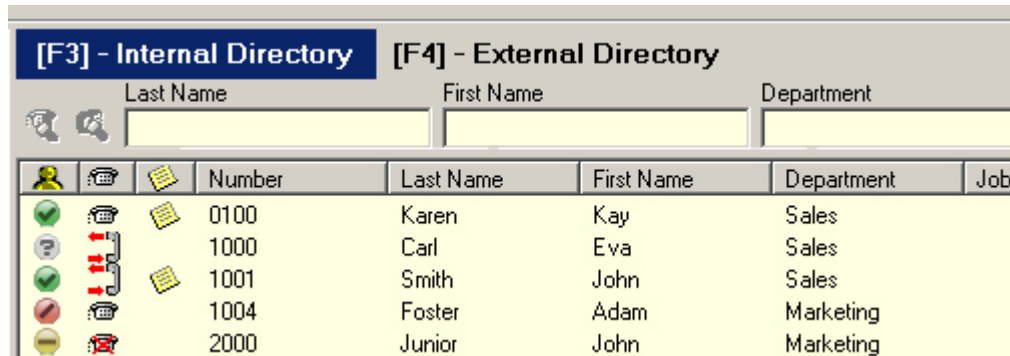 [F3] - Internal Directory [F4] - External Directory
Last Name First Name Department
Number Last Name First Name Department Job
0100 Karen Kay Sales
1000 Carl Eva Sales
1001 Smith John Sales
1004 Foster Adam Marketing
2000 Junior John Marketing